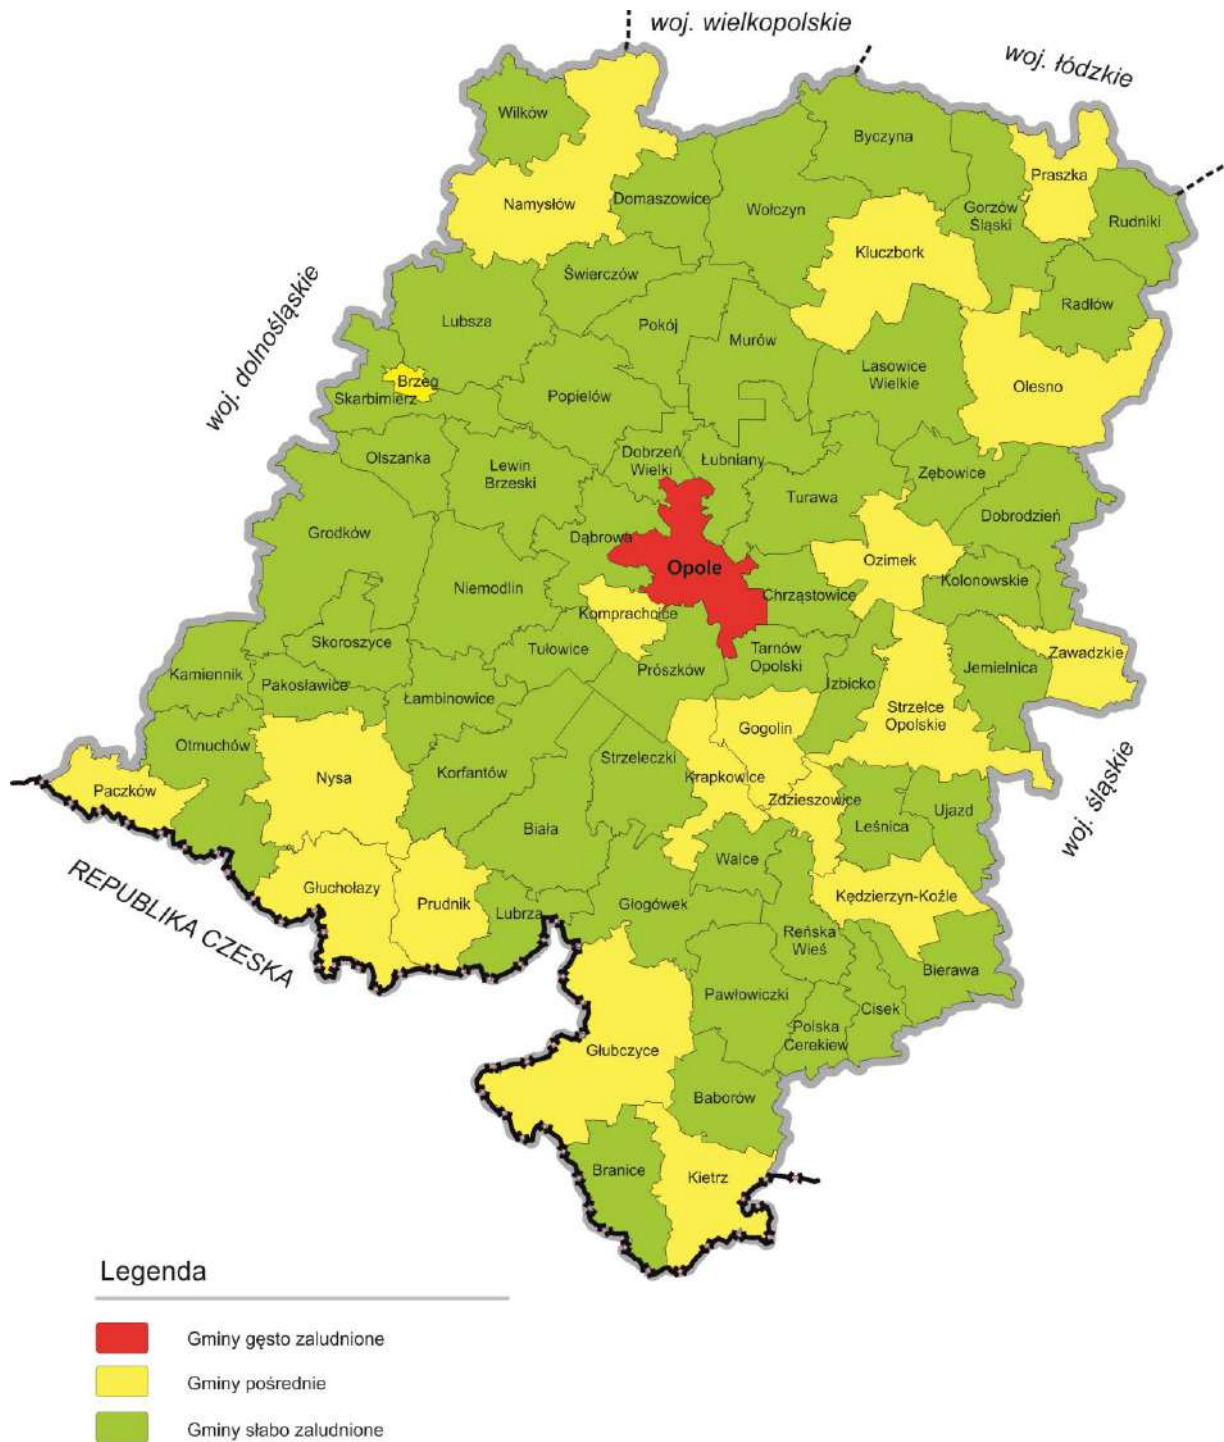 woj. wielkopolskie
woj. łódzkie
Wilków
Byczyna
Praszka
Namysłów
Domaszowice
Wołczyn
Gorzów
Śląski
Rudniki
Kluczbork
Świerczów
Radłów
woj. dolnośląskie
Lubsza
Pokój
Murów
Lasowice
Wielkie
Olesno
Brzeg
Skarbimierz
Popielów
Olszanka
Lewin
Brzeski
Dobrzeń
Wielki
Łubniany
Zębowice
Turawa
Dobrodzień
Grodków
Dąbrowa
Opole
Ozimek
Niemodlin
Chrząstowice
Kolonowskie
Komprachcice
Skoroszyce
Tułowice
Tarnów
Opolski
Zawadzkie
Kamiennik
Pakosławice
Łambinowice
Prószków
Izbicko
Jemielnica
Strzelce
Opolskie
Otmuchów
Gogolin
Strzeleczki
Nysa
Korfantów
Krapkowice
woj. śląskie
Paczków
Zdzieszowice
Ujazd
Leśnica
Biała
Walce
REPUBLIKA CZESKA
Głuchołazy
Prudnik
Lubrza
Głogówek
Kędzierzyn-Koźle
Reńska
Wieś
Bierawa
Pawłowiczki
Cisek
Polska
Cerekiew
Głubczyce
Baborów
Branice
Kietrz
Legenda
Gminy gęsto zaludnione
Gminy pośrednie
Gminy słabo zaludnione